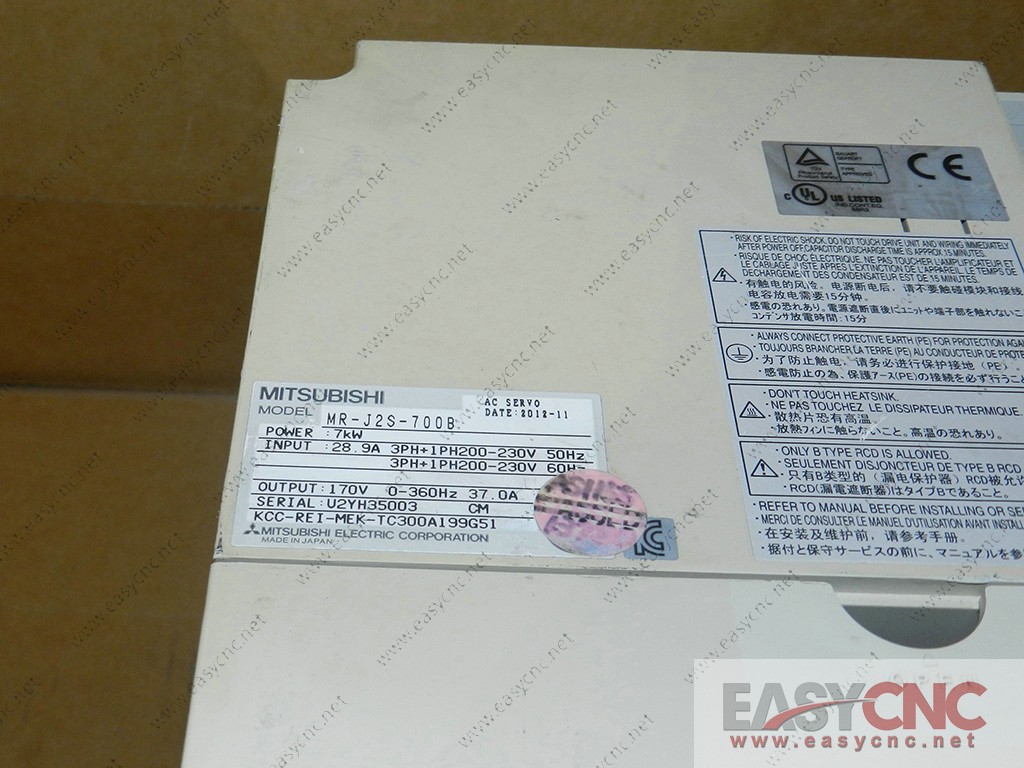 TYPE
APPROVED
CE
c UL US LISTED
· RISK OF ELECTRIC SHOCK. DO NOT TOUCH DRIVE UNIT AND WIRING IMMEDIATELY
AFTER POWER OFF.CAPACITOR DISCHARGE TIME IS APPROX.15 MINUTES.
· RISQUE DE CHOC ÉLECTRIQUE. NE PAS TOUCHER L'AMPLIFICATEUR ET
LE CABLAGE JUSTE APRÈS L'EXTINCTION DE L'APPAREIL. LE TEMPS DE
DECHARGEMENT DES CONDENSATEUR EST DE 15 MINUTES.
· 有触电的风险。电源断电后，请不要触碰模块和接线
电容放电需要15分钟。
· 感電の恐れあり。電源遮断直後にユニットや端子部を触れないこ
コンデンサ放電時間：15分
· ALWAYS CONNECT PROTECTIVE EARTH (PE) FOR PROTECTION AGA
· TOUJOURS BRANCHER LA TERRE (PE) AU CONDUCTEUR DE PROTE
· 为了防止触电，请务必进行保护接地（PE）。
· 感電防止の為、保護アース(PE)の接続を必ず行うこ
· DON'T TOUCH HEATSINK.
· NE PAS TOUCHEZ LE DISSIPATEUR THERMIQUE.
· 散热片恐有高温
· 放熱フィンに触らないこと。高温の恐れあり。
· ONLY B TYPE RCD IS ALLOWED.
· SEULEMENT DISJONCTEUR DE TYPE B RCD
· 只有B类型的（漏电保护器）RCD被允许
· RCD(漏電遮断器)はタイプBであること。
· REFER TO MANUAL BEFORE INSTALLING OR SE
· MERCI DE CONSULTER LE MANUEL D'UTILISATION AVANT INSTALL
· 在安装及维护前，请参考手册。
· 据付と保守サービスの前に、マニュアルを参
MITSUBISHI AC SERVO
MODEL MR-J2S-700B DATE:2012-11
POWER :7kW
INPUT :28.9A 3PH+1PH200-230V 50Hz
3PH+1PH200-230V 60Hz
OUTPUT:170V 0-360Hz 37.0A
SERIAL:U2YH35003 CM
KCC-REI-MEK-TC300A199G51
MITSUBISHI ELECTRIC CORPORATION
MADE IN JAPAN
EASYCNC
www.easycnc.net